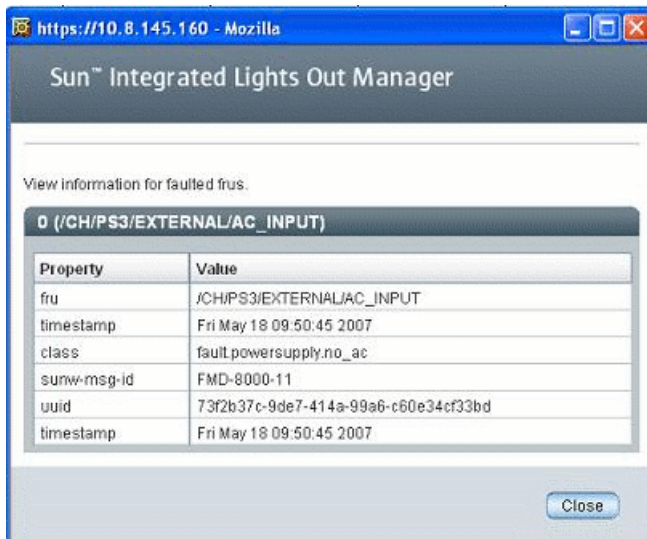 https://10.8.145.160 - Mozilla
Sun™ Integrated Lights Out Manager
View information for faulted frus.
0 (/CH/PS3/EXTERNAL/AC_INPUT)
Property Value
fru /CH/PS3/EXTERNAL/AC_INPUT
timestamp Fri May 18 09:50:45 2007
class fault.powersupply.no_ac
sunw-msg-id FMD-8000-11
uuid 73f2b37c-9de7-414a-99a6-c60e34cf33bd
timestamp Fri May 18 09:50:45 2007
Close